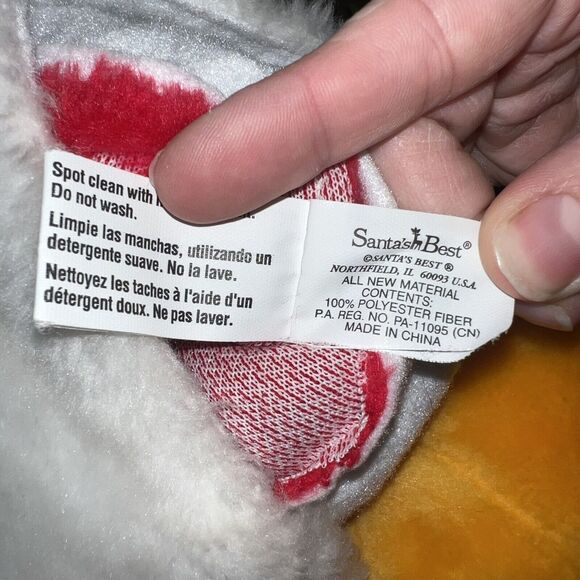 Spot clean with
Do not wash.
Limpie las manchas, utilizando un
detergente suave. No la lave.
Nettoyez les taches à l'aide d'un
détergent doux. Ne pas laver.
Santa's Best ®
©SANTA'S BEST ®
NORTHFIELD, IL 60093 U.S.A.
ALL NEW MATERIAL
CONTENTS:
100% POLYESTER FIBER
P.A. REG. NO. PA-11095 (CN)
MADE IN CHINA